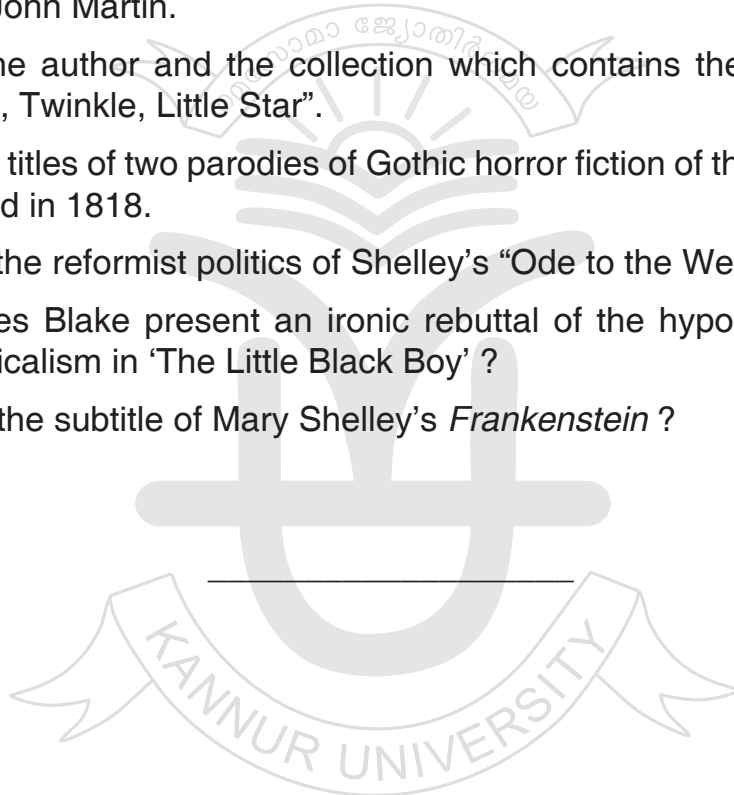 John Martin.
ne author and the collection which contains the
, Twinkle, Little Star”.
titles of two parodies of Gothic horror fiction of th
d in 1818.
the reformist politics of Shelley’s “Ode to the We
es Blake present an ironic rebuttal of the hypo
icalism in ‘The Little Black Boy’ ?
the subtitle of Mary Shelley’s Frankenstein ?
KANNUR UNIVERSITY